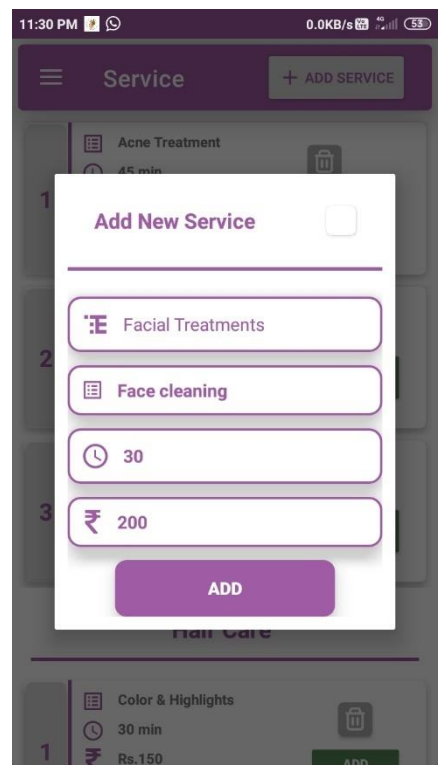 11:30 PM 0.0KB/s 4G 53
Service + ADD SERVICE
Acne Treatment
45 min
1
Add New Service
Facial Treatments
2
Face cleaning
30
3
₹ 200
ADD
Hair Care
Color & Highlights
30 min
1
₹ Rs.150
ADD